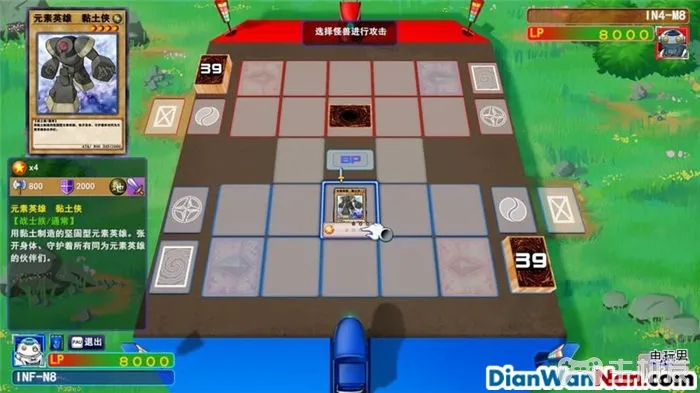 元素英雄 黏土侠
选择怪兽进行攻击
IN4-M8
LP 8000
39
BP
x4
800 2000
元素英雄 黏土侠
【战士族/通常】
用黏土制造的坚固型元素英雄。张
开身体、守护着所有同为元素英雄
的伙伴们。
39
PAU 退出
LP 8000
INF-N8
电玩男
DianWanNan.com